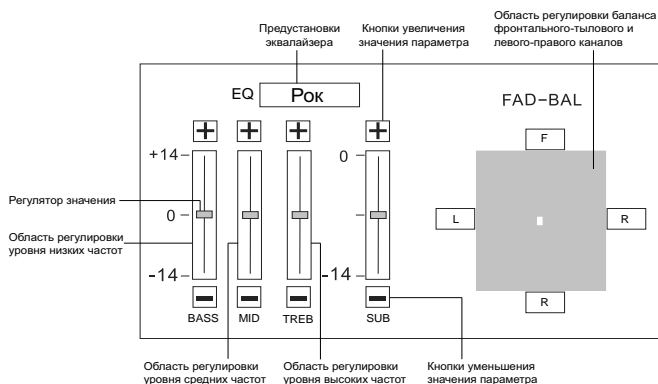 Предустановки
эквалайзера
Кнопки увеличения
значения параметра
Область регулировки баланса
фронтального-тылового и
левого-правого каналов
EQ Рок
FAD-BAL
F
+14
0
L
R
Регулятор значения
0
Область регулировки
уровня низких частот
-14
-14
R
BASS MID TREB SUB
Область регулировки
уровня средних частот
Область регулировки
уровня высоких частот
Кнопки уменьшения
значения параметра